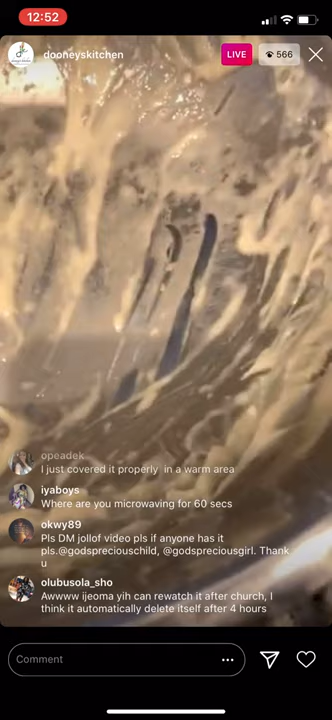 12:52
dooneyskitchen
LIVE
566
opeadek
I just covered it properly in a warm area
iyaboys
Where are you microwaving for 60 secs
okwy89
Pls DM jollof video pls if anyone has it
pls.@godspreciouschild, @godspreciousgirl. Thank
u
olubusola_sho
Awwww ijeoma yih can rewatch it after church, I
think it automatically delete itself after 4 hours
Comment